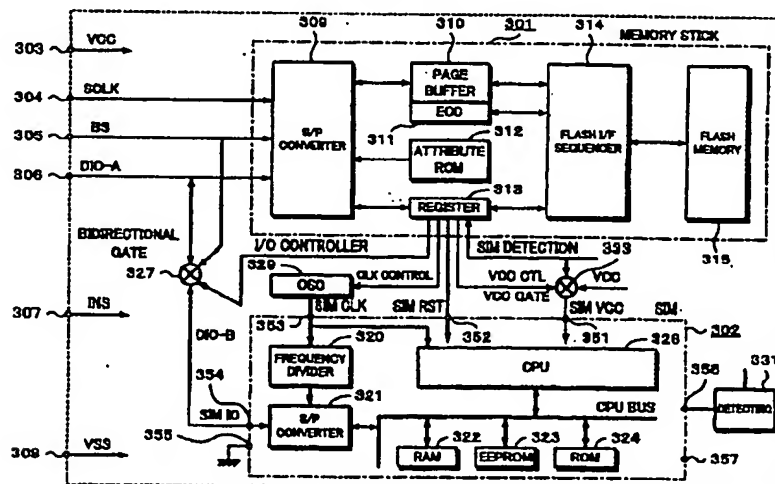 309 310 301 314
303 VCC MEMORY STICK
304 SCLK
PAGE
BUFFER
305 BS S/P
CONVERTER
ECC
311 312
FLASH I/F
SEQUENCER
FLASH
MEMORY
306 DIO-A
ATTRIBUTE
ROM
313
REGISTER
BIDIRECTIONAL
GATE
I/O CONTROLLER
SIM DETECTION 333
315
327 329
OSC
CLK CONTROL
VCC CTL
VCC
VCC GATE
307 INS
SIM CLK
SIM RST
SIM VCC
SIM
353 320 352 351 302
DIO-B
FREQUENCY
DIVIDER
CPU
354 321
356 331
SIM IO
S/P
CONVERTER
CPU BUS
DETECTING
355
308 VSS
322 323 324
RAM EEPROM ROM
357